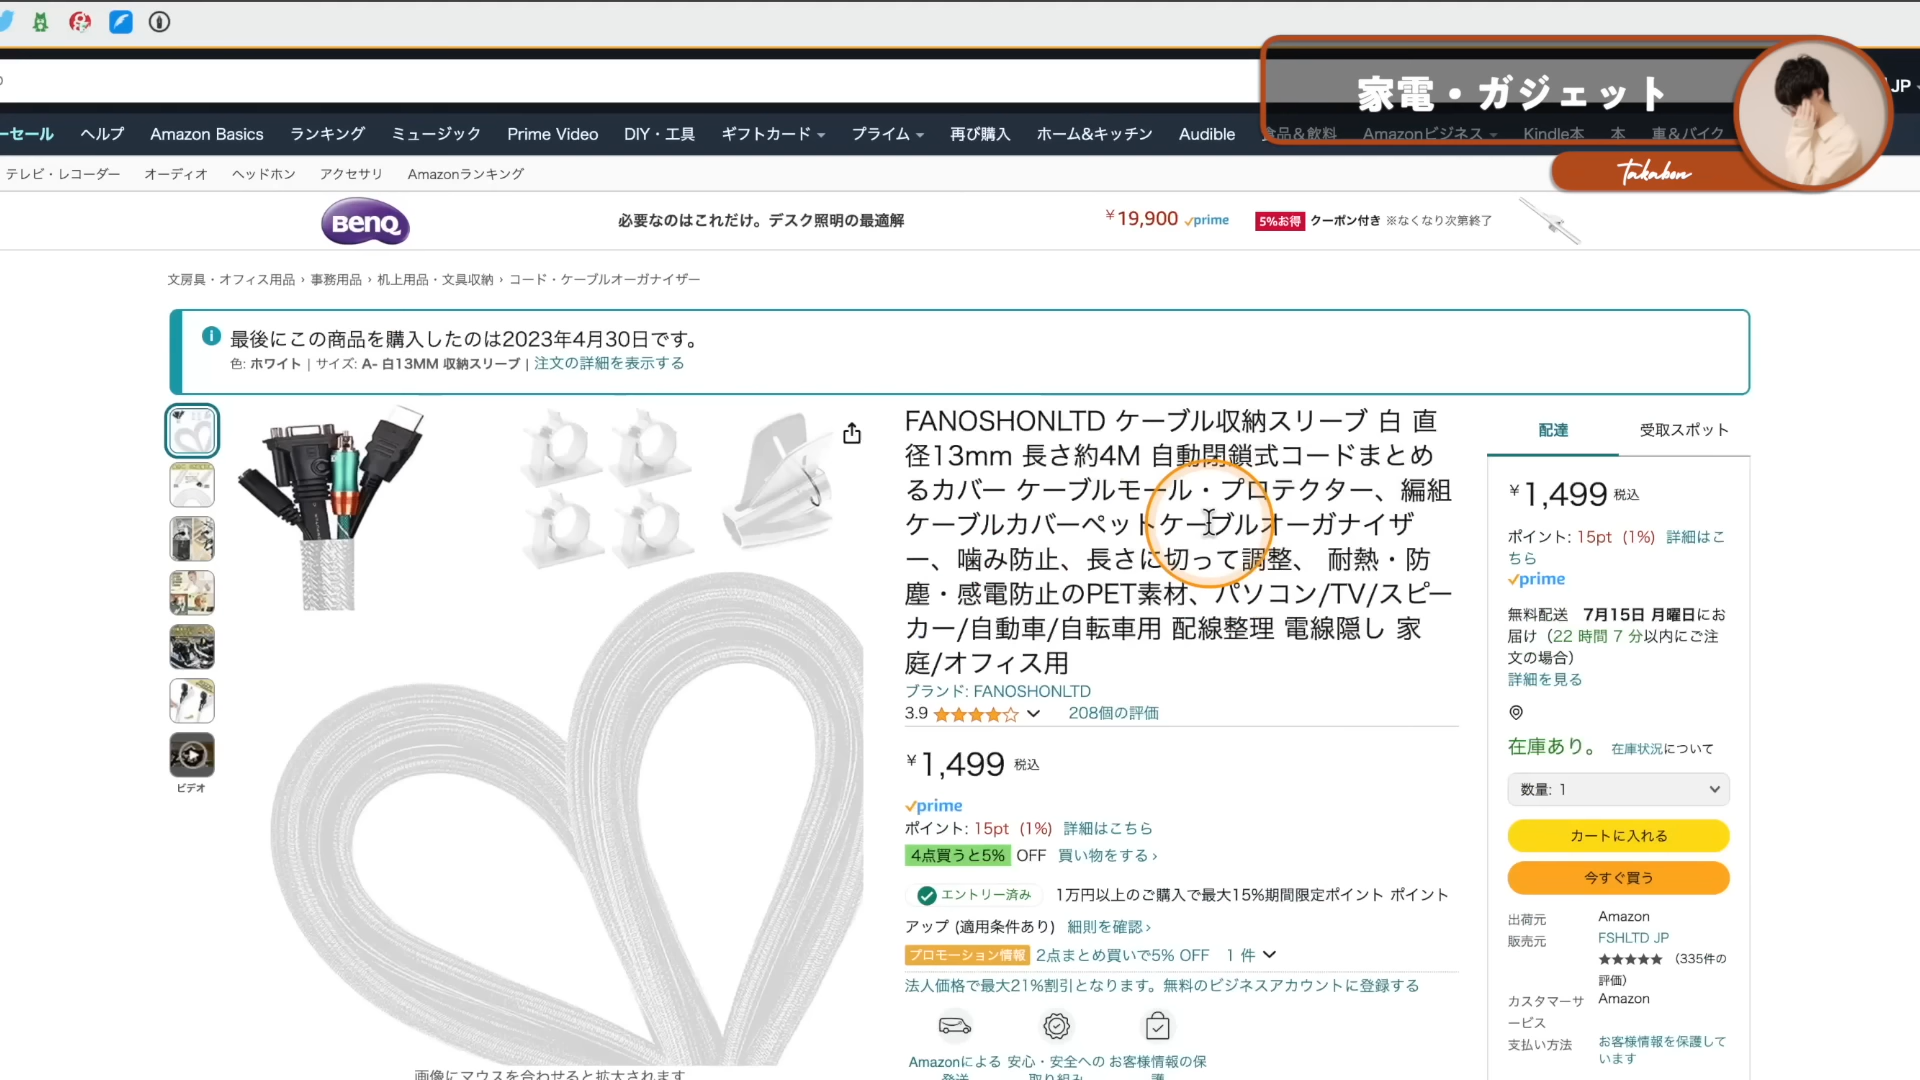 家電・ガジェット
JP
Takabon
ーセール ヘルプ Amazon Basics ランキング ミュージック Prime Video DIY・工具 ギフトカード プライム 再び購入 ホーム&キッチン Audible 食品&飲料 Amazonビジネス Kindle本 本 車&バイク
テレビ・レコーダー オーディオ ヘッドホン アクセサリ Amazonランキング
BenQ 必要なのはこれだけ。デスク照明の最適解 ¥19,900 prime 5%お得 クーポン付き ※なくなり次第終了
文房具・オフィス用品 › 事務用品 › 机上用品・文具収納 › コード・ケーブルオーガナイザー
最後にこの商品を購入したのは2023年4月30日です。
色: ホワイト | サイズ: A- 白13MM 収納スリーブ | 注文の詳細を表示する
ビデオ
画像にマウスを合わせると拡大されます
FANOSHONLTD ケーブル収納スリーブ 白 直
径13mm 長さ約4M 自動閉鎖式コードまとめ
るカバー ケーブルモール・プロテクター、編組
ケーブルカバーペットケーブルオーガナイザ
ー、噛み防止、長さに切って調整、 耐熱・防
塵・感電防止のPET素材、パソコン/TV/スピー
カー/自動車/自転車用 配線整理 電線隠し 家
庭/オフィス用
ブランド: FANOSHONLTD
3.9 208個の評価
¥1,499 税込
prime
ポイント: 15pt (1%) 詳細はこちら
4点買うと5% OFF 買い物をする ›
エントリー済み 1万円以上のご購入で最大15%期間限定ポイント ポイント
アップ (適用条件あり) 細則を確認 ›
プロモーション情報 2点まとめ買いで5% OFF 1 件
法人価格で最大21%割引となります。無料のビジネスアカウントに登録する
Amazonによる 安心・安全への お客様情報の保
発送 取り組み 護
配達 受取スポット
¥1,499 税込
ポイント: 15pt (1%) 詳細はこ
ちら
prime
無料配送 7月15日 月曜日にお
届け（22 時間 7 分以内にご注
文の場合）
詳細を見る
在庫あり。 在庫状況について
数量: 1
カートに入れる
今すぐ買う
出荷元 Amazon
販売元 FSHLTD JP
★★★★★ （335件の
評価)
カスタマーサ Amazon
ービス
支払い方法 お客様情報を保護して
います